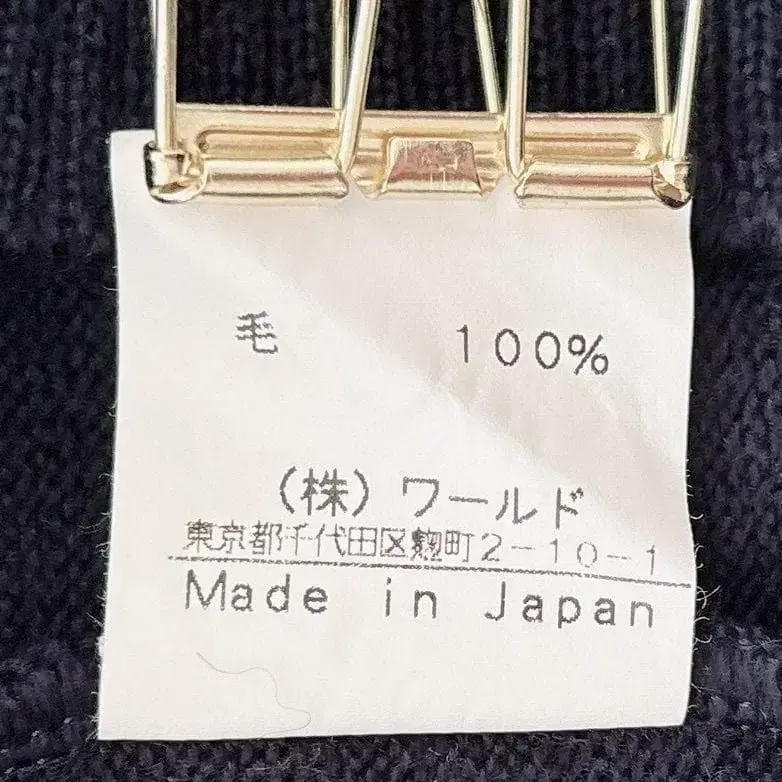 毛 100%
(株)ワールド
東京都千代田区麹町2-10-1
Made in Japan